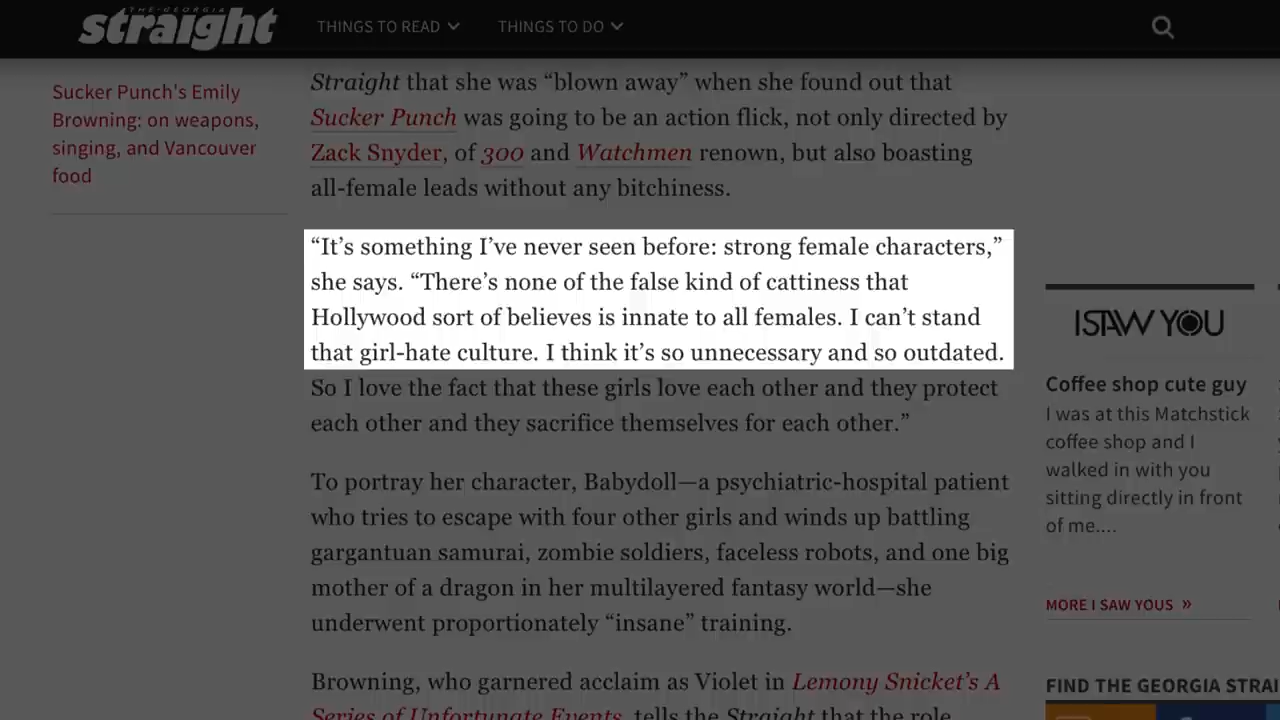 THE GEORGIA
straight
THINGS TO READ
THINGS TO DO
Sucker Punch's Emily
Browning: on weapons,
singing, and Vancouver
food
Straight that she was “blown away” when she found out that
Sucker Punch was going to be an action flick, not only directed by
Zack Snyder, of 300 and Watchmen renown, but also boasting
all-female leads without any bitchiness.
“It’s something I’ve never seen before: strong female characters,”
she says. “There’s none of the false kind of cattiness that
Hollywood sort of believes is innate to all females. I can’t stand
that girl-hate culture. I think it’s so unnecessary and so outdated.
So I love the fact that these girls love each other and they protect
each other and they sacrifice themselves for each other.”
To portray her character, Babydoll—a psychiatric-hospital patient
who tries to escape with four other girls and winds up battling
gargantuan samurai, zombie soldiers, faceless robots, and one big
mother of a dragon in her multilayered fantasy world—she
underwent proportionately “insane” training.
Browning, who garnered acclaim as Violet in Lemony Snicket’s A
Series of Unfortunate Events, tells the Straight that the role
I SAW YOU
Coffee shop cute guy
I was at this Matchstick
coffee shop and I
walked in with you
sitting directly in front
of me....
MORE I SAW YOUS »
FIND THE GEORGIA STRAI